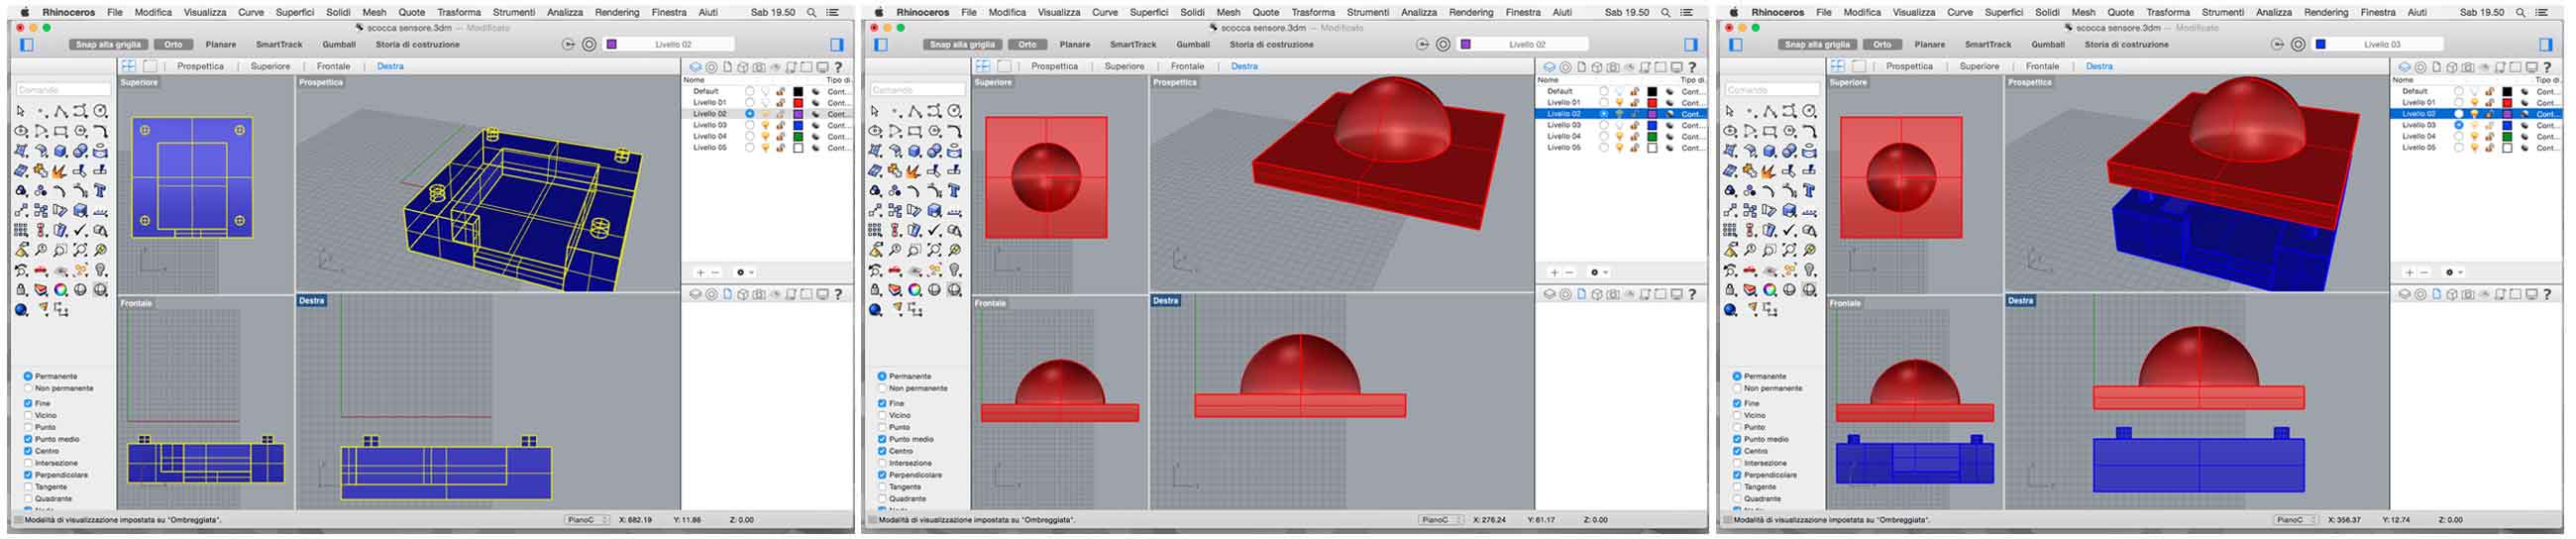 Rhinoceros File Modifica Visualizza Curve Superfici Solidi Mesh Quote Trasforma Strumenti Analizza Rendering Finestra Aiuti Sab 19.50
scocca sensore.3dm — Modificato
Snap alla griglia Orto Planare SmartTrack Gumball Storia di costruzione Livello 02
Prospettica Superiore Frontale Destra
Nome Tipo di.
Comando
Superiore Prospettica
Default Cont...
Livello 01 Cont...
Livello 02 Cont...
Livello 03 Cont...
Livello 04 Cont...
Livello 05 Cont...
Frontale Destra
Permanente
Non permanente
Fine
Vicino
Punto
Punto medio
Centro
Intersezione
Perpendicolare
Tangente
Quadrante
Modalità di visualizzazione impostata su "Ombreggiata". PianoC X: 682.19 Y: 11.86 Z: 0.00
Rhinoceros File Modifica Visualizza Curve Superfici Solidi Mesh Quote Trasforma Strumenti Analizza Rendering Finestra Aiuti Sab 19.50
scocca sensore.3dm — Modificato
Snap alla griglia Orto Planare SmartTrack Gumball Storia di costruzione Livello 02
Prospettica Superiore Frontale Destra
Nome Tipo di.
Comando
Superiore Prospettica
Default Cont...
Livello 01 Cont...
Livello 02 Cont...
Livello 03 Cont...
Livello 04 Cont...
Livello 05 Cont...
Frontale Destra
Permanente
Non permanente
Fine
Vicino
Punto
Punto medio
Centro
Intersezione
Perpendicolare
Tangente
Quadrante
Modalità di visualizzazione impostata su "Ombreggiata". PianoC X: 276.24 Y: 61.17 Z: 0.00
Rhinoceros File Modifica Visualizza Curve Superfici Solidi Mesh Quote Trasforma Strumenti Analizza Rendering Finestra Aiuti Sab 19.50
scocca sensore.3dm — Modificato
Snap alla griglia Orto Planare SmartTrack Gumball Storia di costruzione Livello 03
Prospettica Superiore Frontale Destra
Nome Tipo di.
Comando
Superiore Prospettica
Default Cont...
Livello 01 Cont...
Livello 02 Cont...
Livello 03 Cont...
Livello 04 Cont...
Livello 05 Cont...
Frontale Destra
Permanente
Non permanente
Fine
Vicino
Punto
Punto medio
Centro
Intersezione
Perpendicolare
Tangente
Quadrante
Modalità di visualizzazione impostata su "Ombreggiata". PianoC X: 356.37 Y: 12.74 Z: 0.00